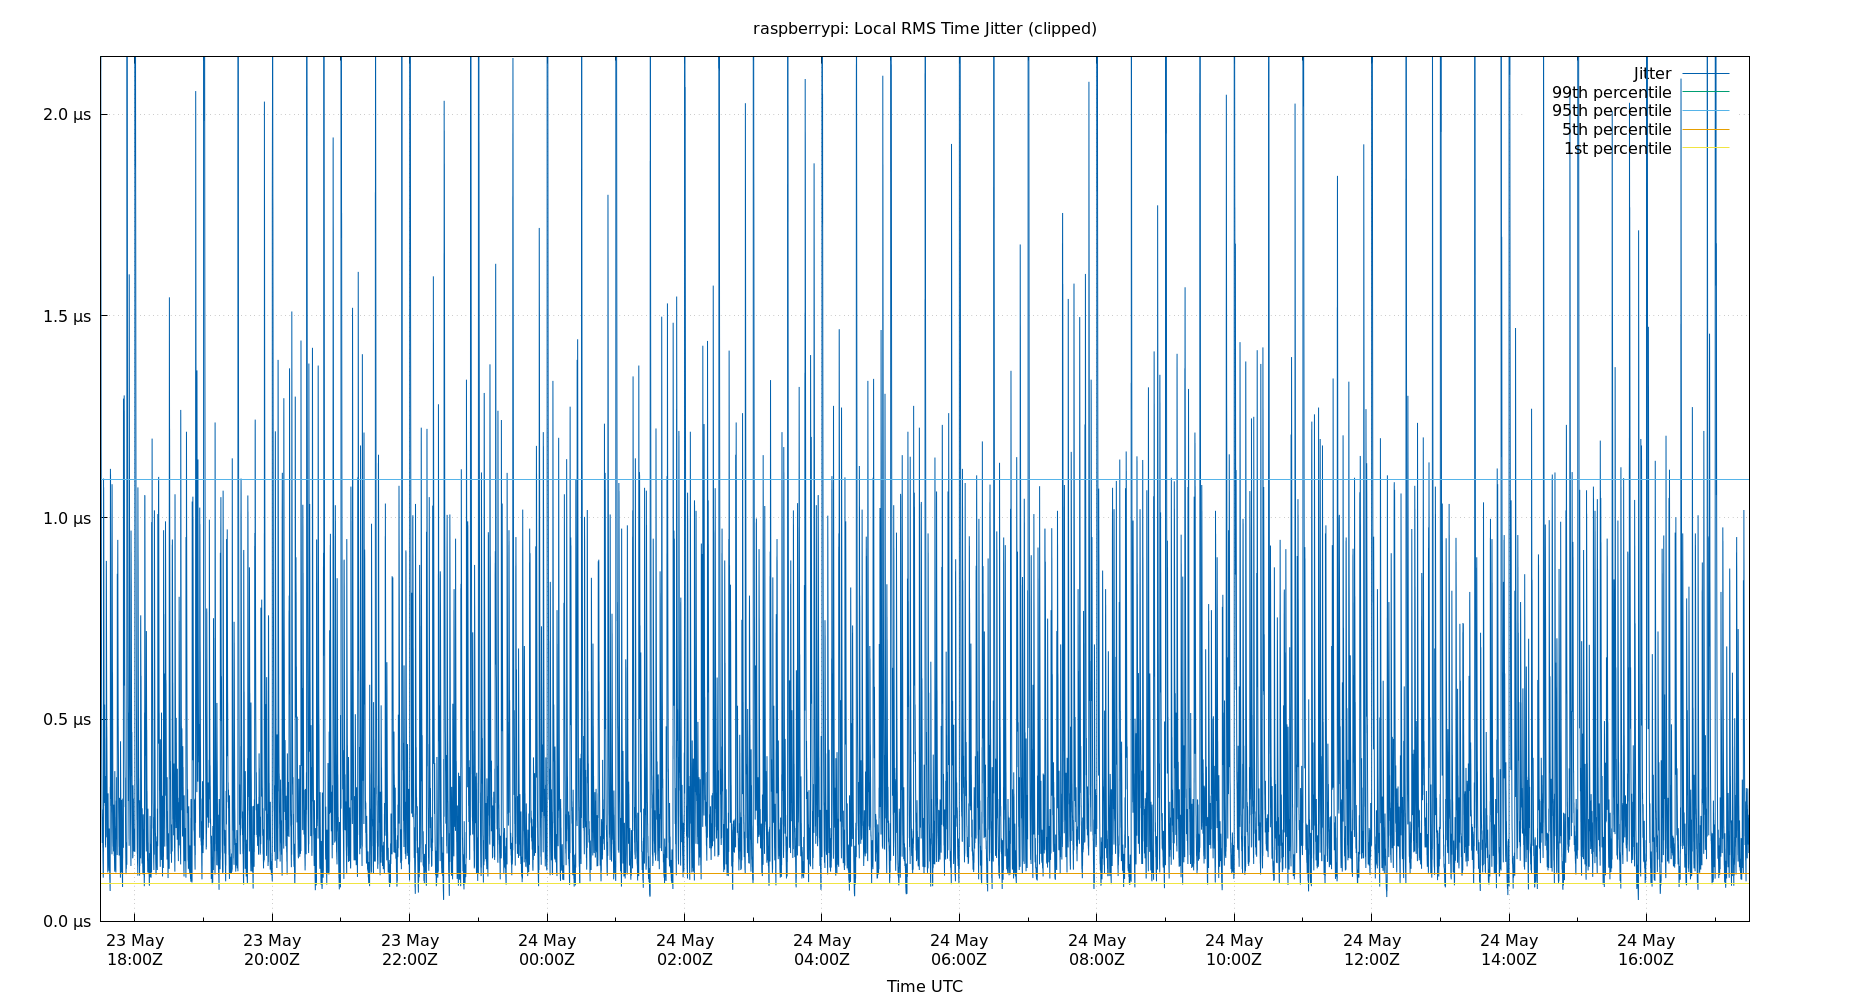 raspberrypi: Local RMS Time Jitter (clipped)
Jitter
99th percentile
95th percentile
5th percentile
1st percentile
2.0 µs
1.5 µs
1.0 µs
0.5 µs
0.0 µs
23 May 23 May 23 May 24 May 24 May 24 May 24 May 24 May 24 May 24 May 24 May 24 May
18:00Z 20:00Z 22:00Z 00:00Z 02:00Z 04:00Z 06:00Z 08:00Z 10:00Z 12:00Z 14:00Z 16:00Z
Time UTC